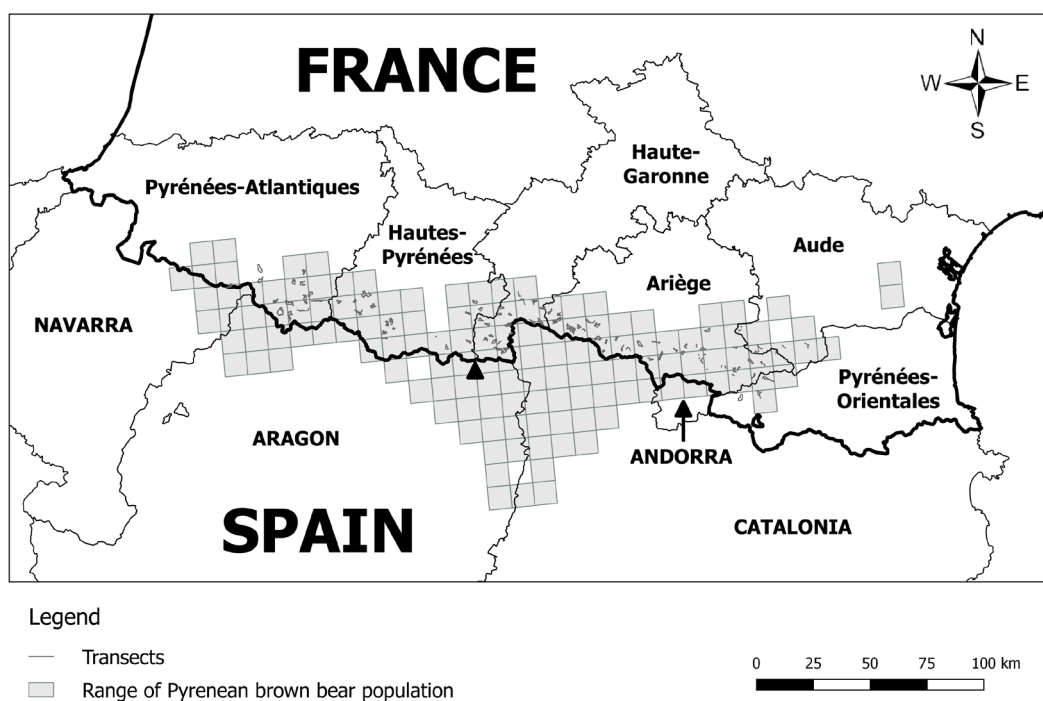 FRANCE
N
W
E
S
Haute-
Garonne
Pyrénées-Atlantiques
Hautes-
Pyrénées
Aude
Ariège
NAVARRA
Pyrénées-
Orientales
ARAGON
ANDORRA
SPAIN
CATALONIA
Legend
Transects
Range of Pyrenean brown bear population
0 25 50 75 100 km